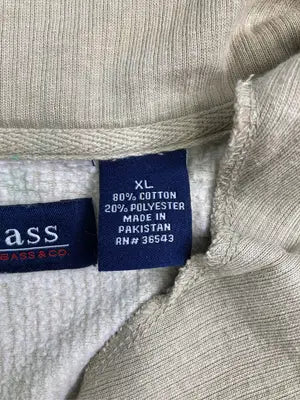 XL
80% COTTON
20% POLYESTER
MADE IN
PAKISTAN
RN# 36543
ass
BASS & CO.